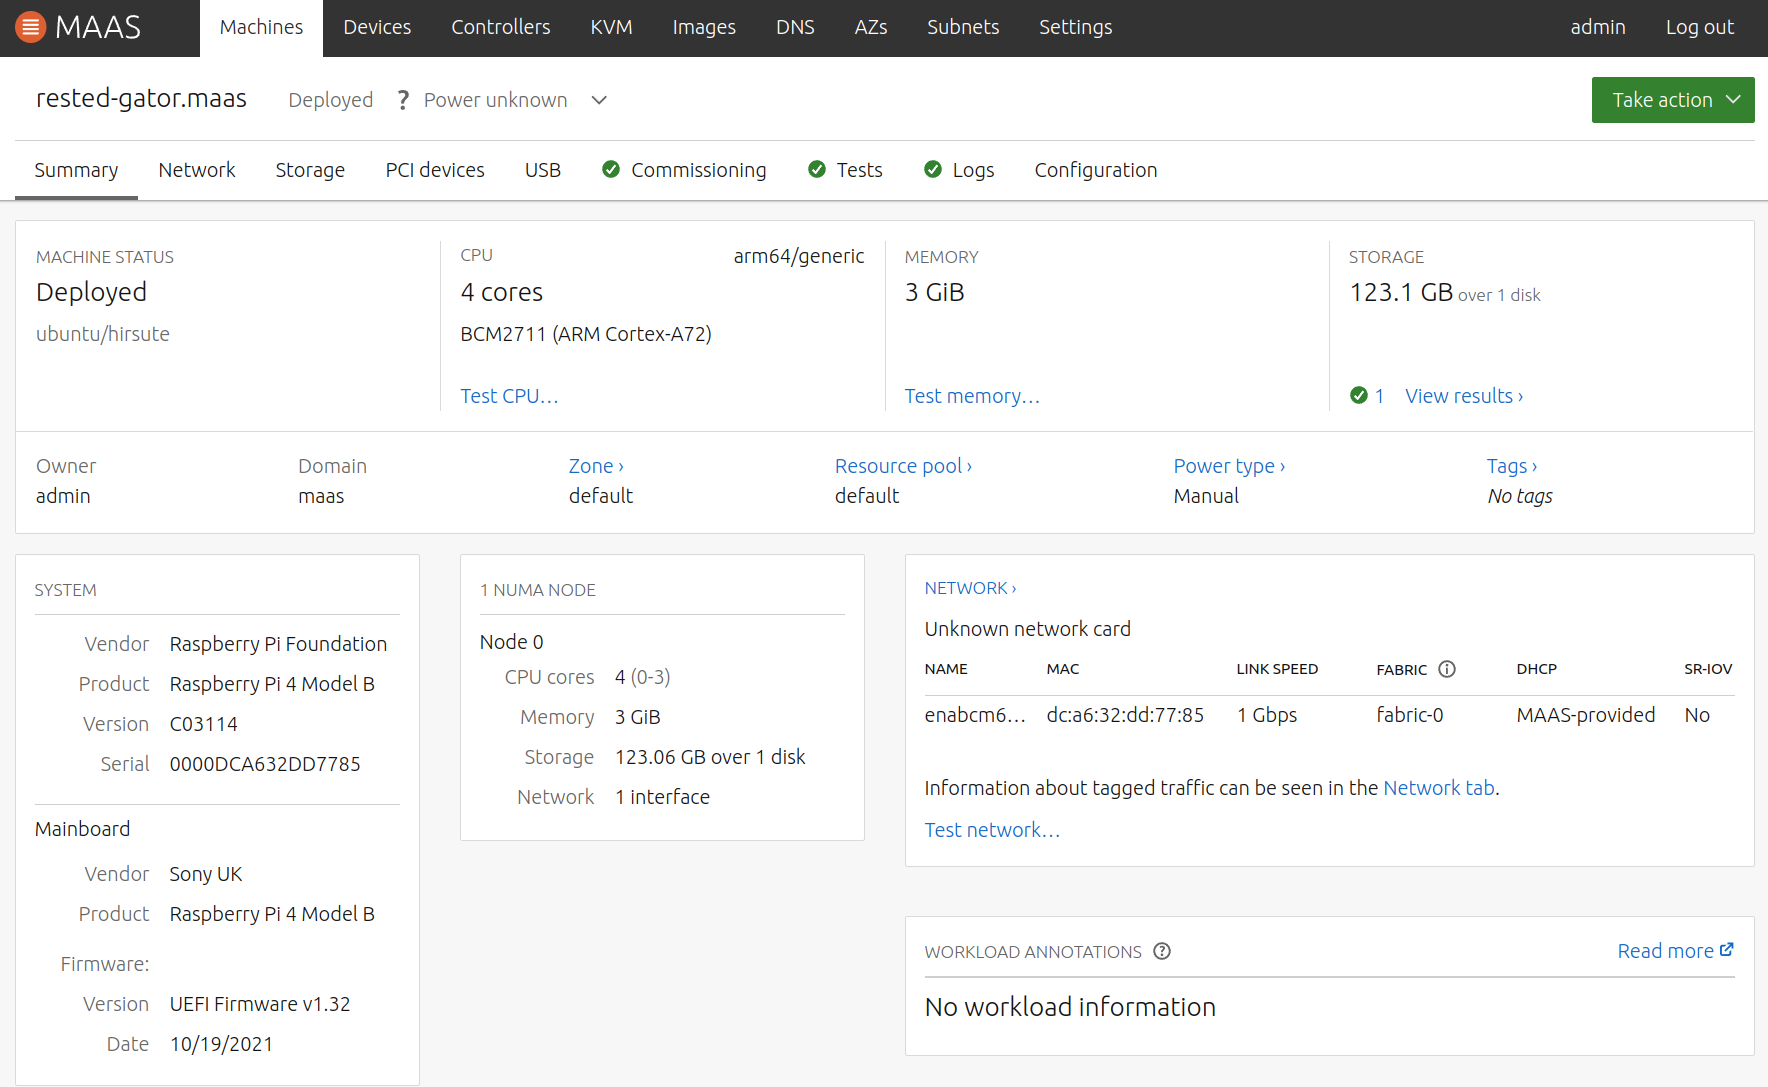 MAAS Machines Devices Controllers KVM Images DNS AZs Subnets Settings admin Log out
rested-gator.maas Deployed ? Power unknown Take action
Summary Network Storage PCI devices USB Commissioning Tests Logs Configuration
MACHINE STATUS
Deployed
ubuntu/hirsute
CPU arm64/generic
4 cores
BCM2711 (ARM Cortex-A72)
Test CPU…
MEMORY
3 GiB
Test memory…
STORAGE
123.1 GB over 1 disk
1 View results ›
Owner
admin
Domain
maas
Zone ›
default
Resource pool ›
default
Power type ›
Manual
Tags ›
No tags
SYSTEM
Vendor Raspberry Pi Foundation
Product Raspberry Pi 4 Model B
Version C03114
Serial 0000DCA632DD7785
Mainboard
Vendor Sony UK
Product Raspberry Pi 4 Model B
Firmware:
Version UEFI Firmware v1.32
Date 10/19/2021
1 NUMA NODE
Node 0
CPU cores 4 (0-3)
Memory 3 GiB
Storage 123.06 GB over 1 disk
Network 1 interface
NETWORK ›
Unknown network card
NAME MAC LINK SPEED FABRIC DHCP SR-IOV
enabcm6… dc:a6:32:dd:77:85 1 Gbps fabric-0 MAAS-provided No
Information about tagged traffic can be seen in the Network tab.
Test network…
WORKLOAD ANNOTATIONS ? Read more
No workload information